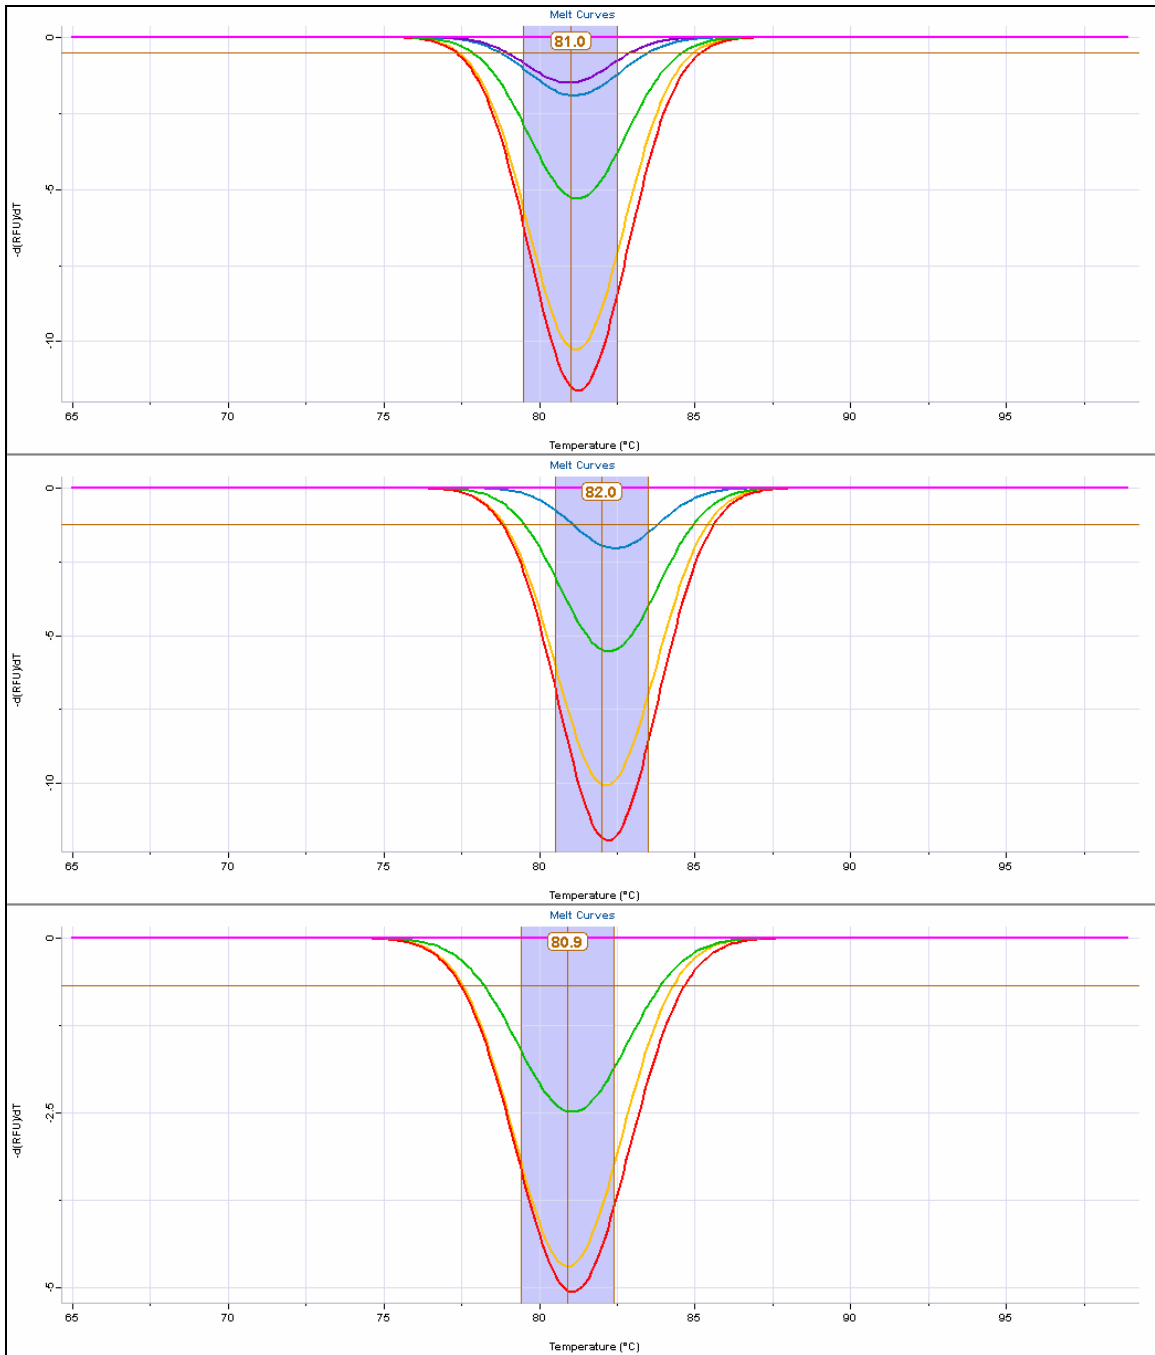 Melt Curves
81.0
0
-5
-10
-d(RFU)/dT
65 70 75 80 85 90 95
Temperature (°C)
Melt Curves
82.0
0
-5
-10
-d(RFU)/dT
65 70 75 80 85 90 95
Temperature (°C)
Melt Curves
80.9
0
-2.5
-5
-d(RFU)/dT
65 70 75 80 85 90 95
Temperature (°C)